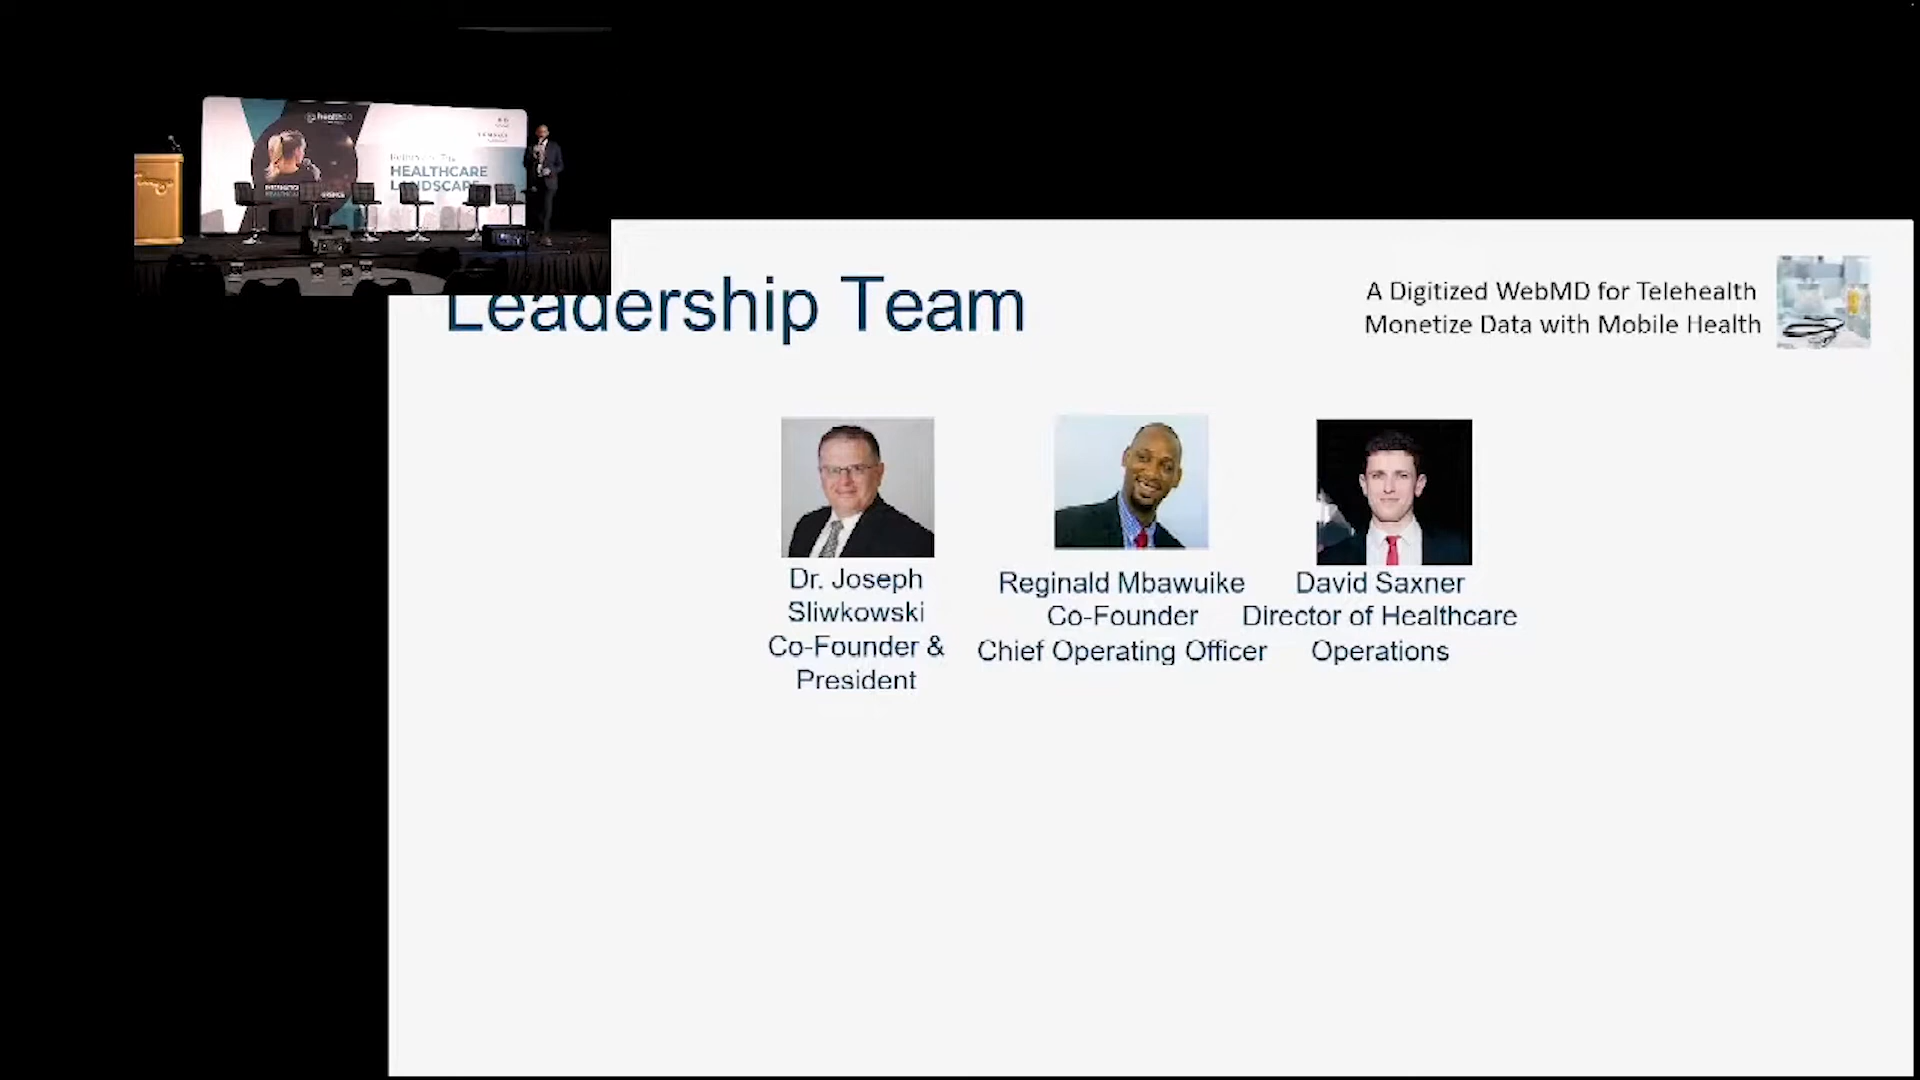 HEALTHCARE
LANDSCAPE
Leadership Team
A Digitized WebMD for Telehealth
Monetize Data with Mobile Health
Dr. Joseph
Sliwkowski
Co-Founder &
President
Reginald Mbawuike
Co-Founder
Chief Operating Officer
David Saxner
Director of Healthcare
Operations